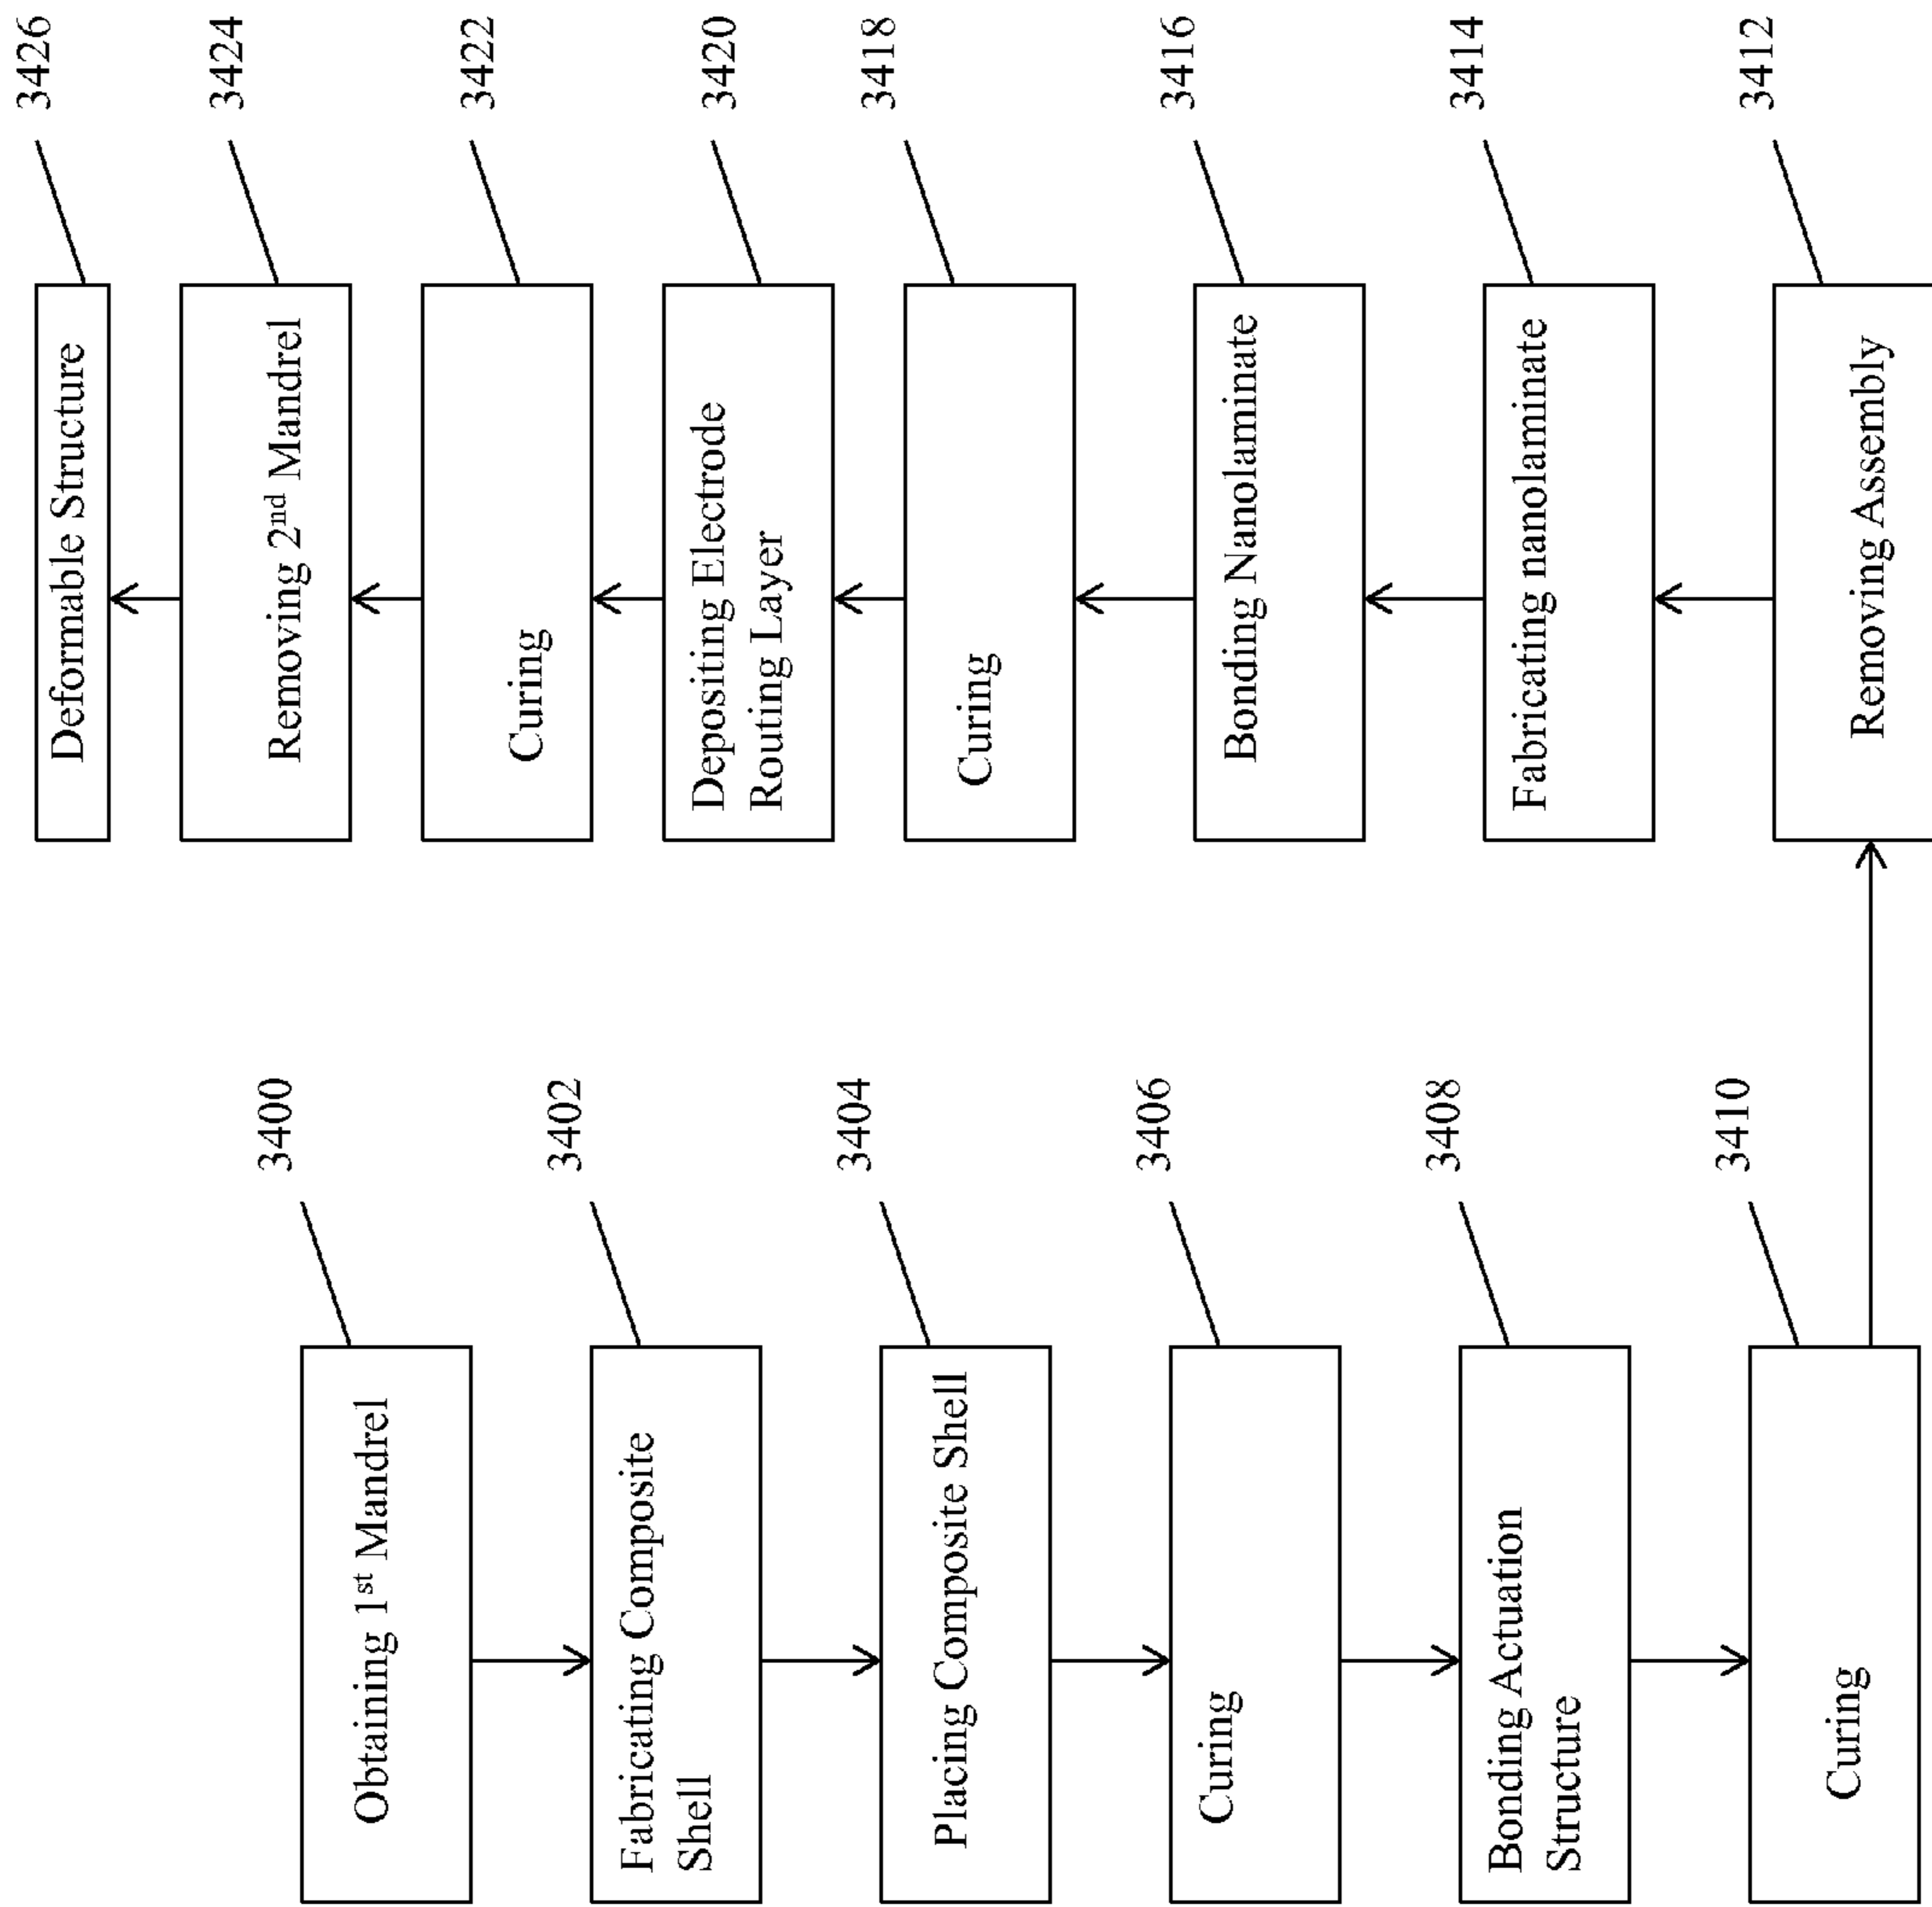 3400
Obtaining 1st Mandrel
3402
Fabricating Composite
Shell
3404
Placing Composite Shell
3406
Curing
3408
Bonding Actuation
Structure
3410
Curing
3412
Removing Assembly
3414
Fabricating nanolaminate
3416
Bonding Nanolaminate
3418
Curing
3420
Depositing Electrode
Routing Layer
3422
Curing
3424
Removing 2nd Mandrel
3426
Deformable Structure